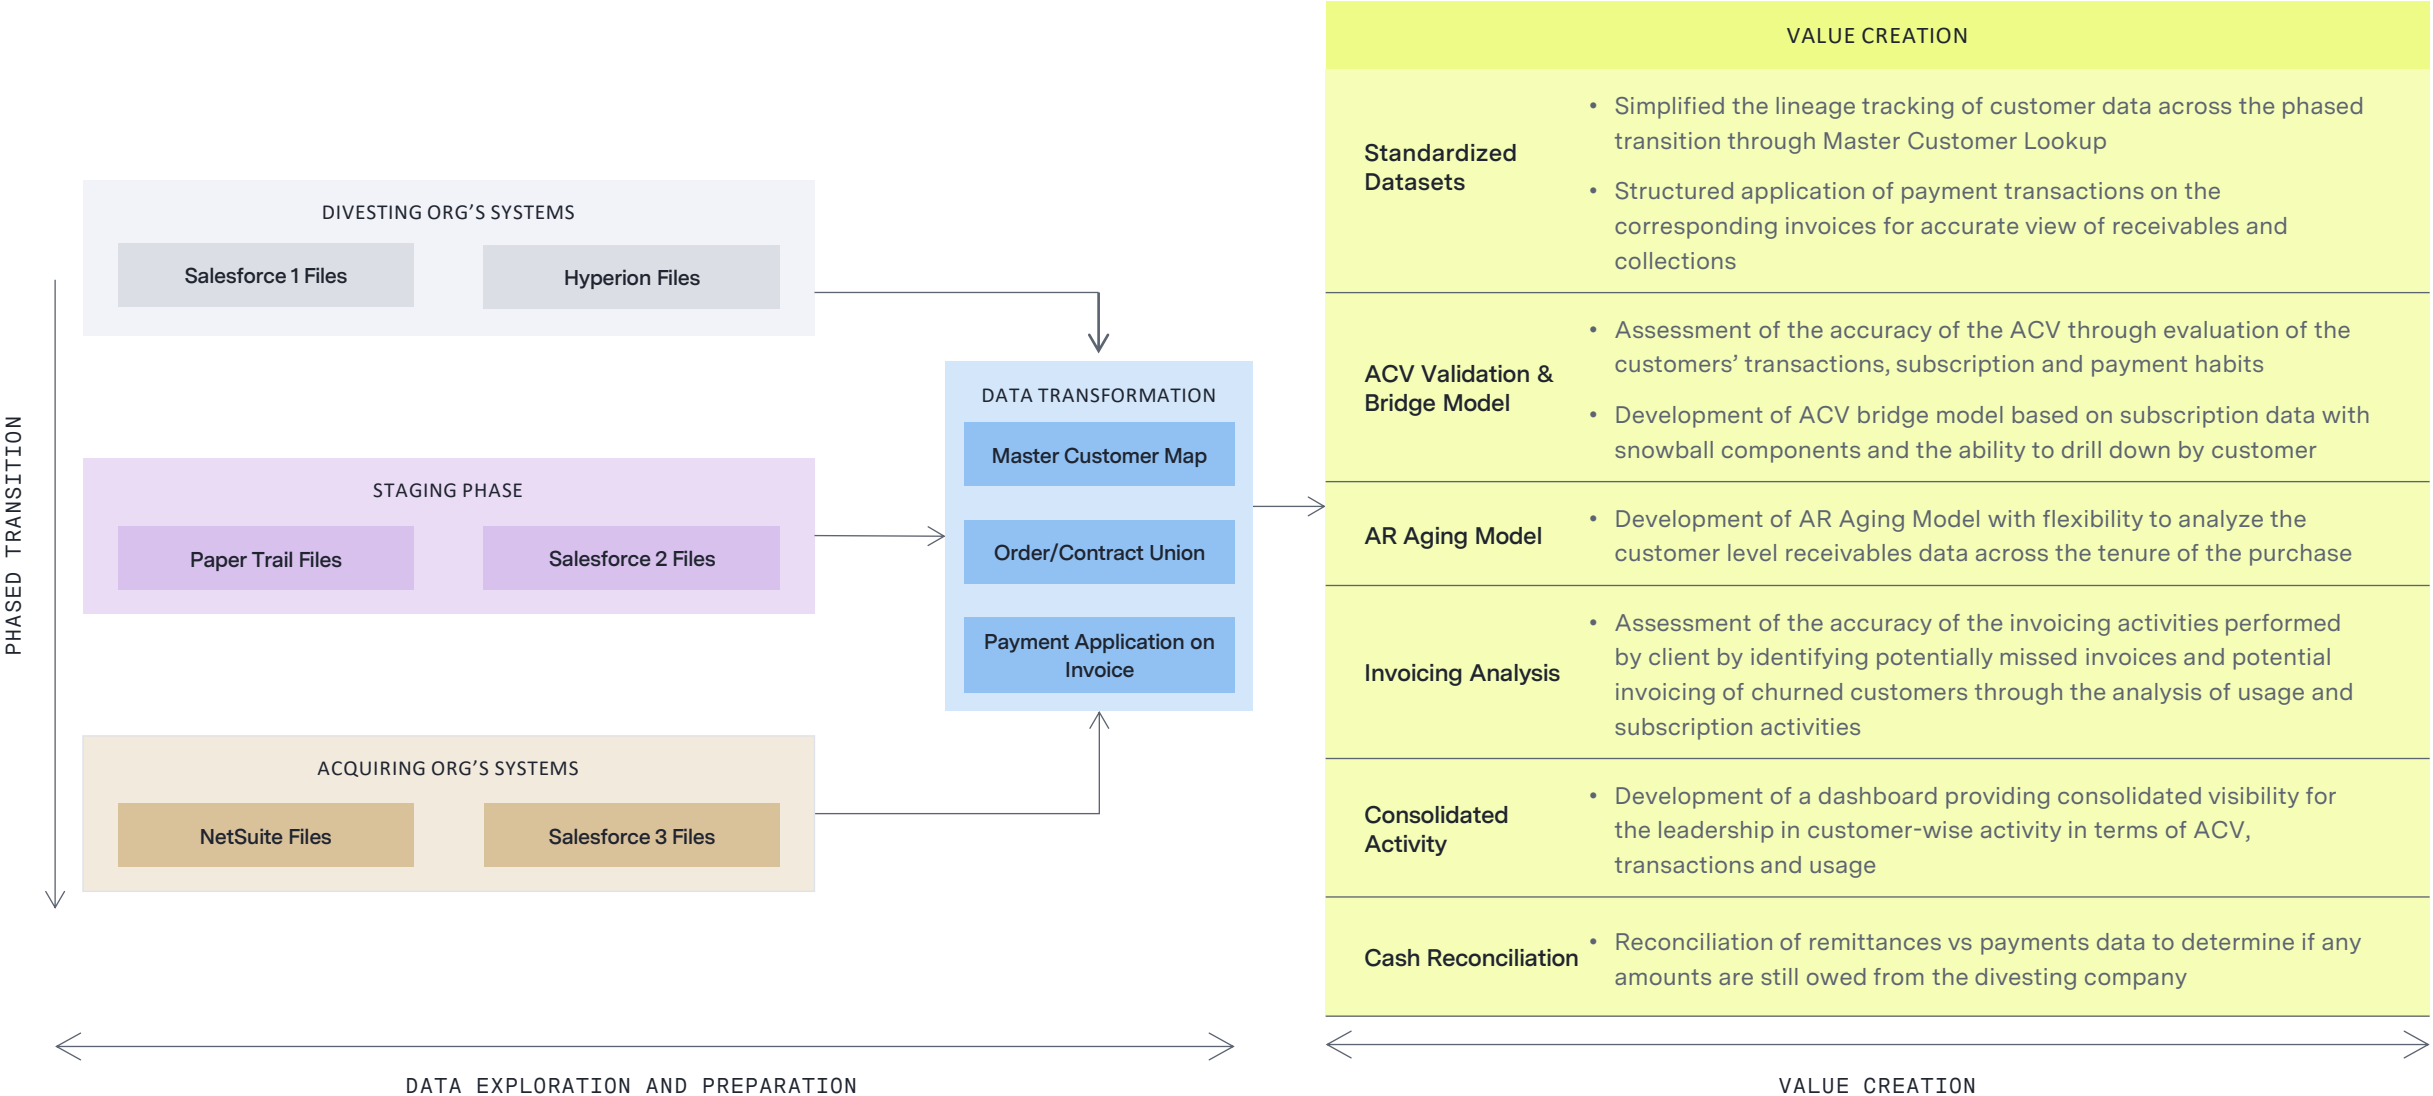 PHASED TRANSITION
DIVESTING ORG'S SYSTEMS
Salesforce 1 Files
Hyperion Files
STAGING PHASE
Paper Trail Files
Salesforce 2 Files
ACQUIRING ORG'S SYSTEMS
NetSuite Files
Salesforce 3 Files
DATA TRANSFORMATION
Master Customer Map
Order/Contract Union
Payment Application on
Invoice
DATA EXPLORATION AND PREPARATION
VALUE CREATION
Standardized
Datasets
• Simplified the lineage tracking of customer data across the phased
transition through Master Customer Lookup
• Structured application of payment transactions on the
corresponding invoices for accurate view of receivables and
collections
ACV Validation &
Bridge Model
• Assessment of the accuracy of the ACV through evaluation of the
customers’ transactions, subscription and payment habits
• Development of ACV bridge model based on subscription data with
snowball components and the ability to drill down by customer
AR Aging Model
• Development of AR Aging Model with flexibility to analyze the
customer level receivables data across the tenure of the purchase
Invoicing Analysis
• Assessment of the accuracy of the invoicing activities performed
by client by identifying potentially missed invoices and potential
invoicing of churned customers through the analysis of usage and
subscription activities
Consolidated
Activity
• Development of a dashboard providing consolidated visibility for
the leadership in customer-wise activity in terms of ACV,
transactions and usage
Cash Reconciliation
• Reconciliation of remittances vs payments data to determine if any
amounts are still owed from the divesting company
VALUE CREATION